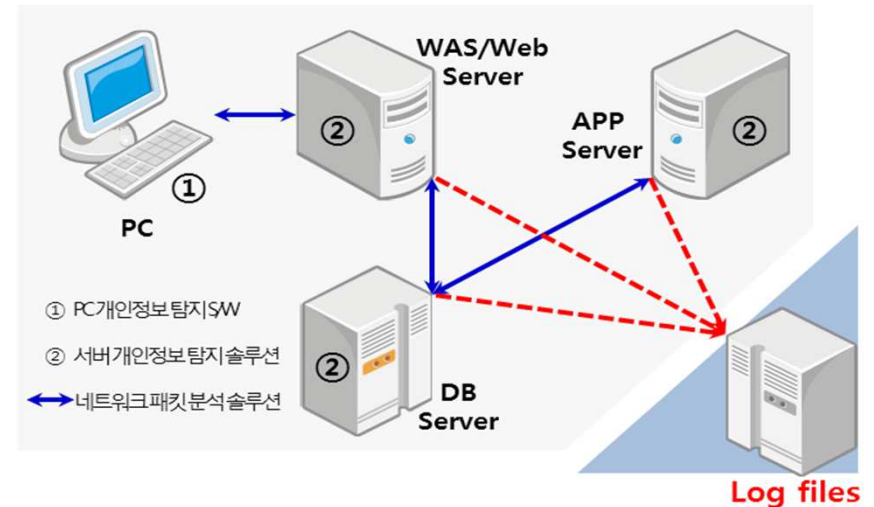 WAS/Web
Server
②
APP
Server
②
①
PC
① PC개인정보탐지S/W
② 서버개인정보탐지솔루션
네트워크패킷분석솔루션
②
DB
Server
Log files